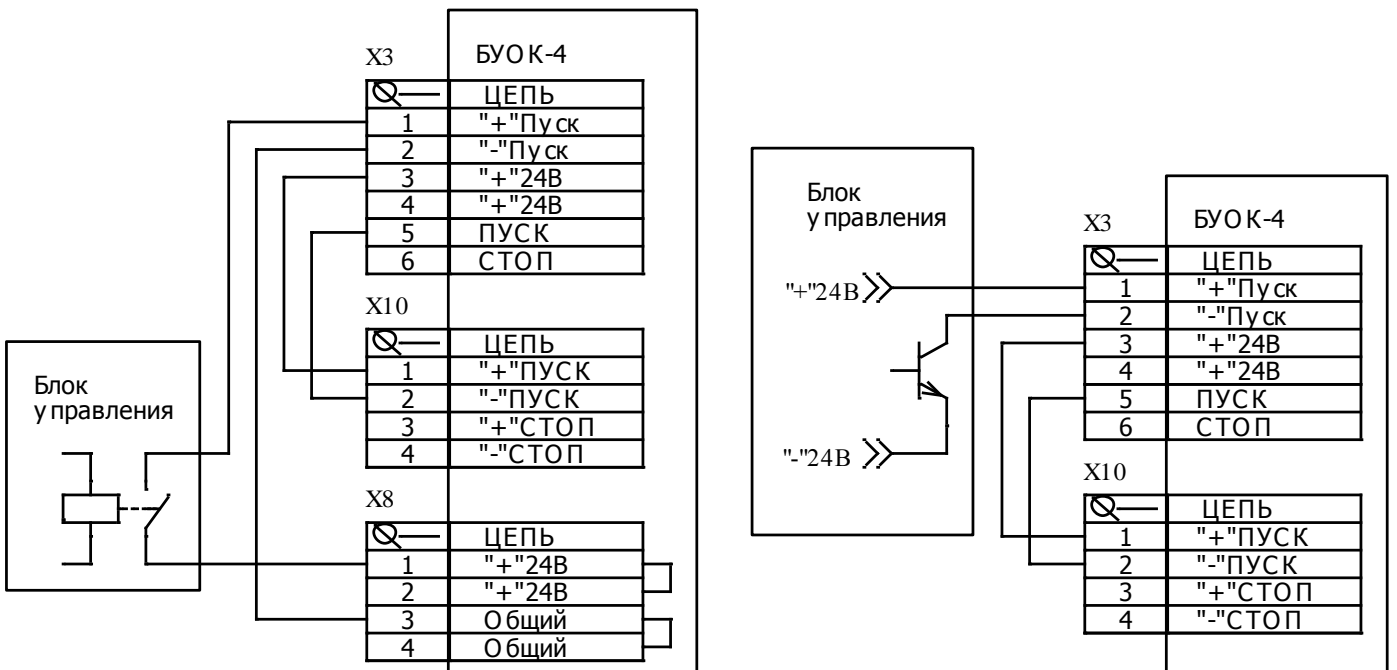 БУОК-4
X3
ЦЕПЬ
1 "+"Пуск
2 "-"Пуск
3 "+"24В
4 "+"24В
5 ПУСК
6 СТОП
X10
ЦЕПЬ
1 "+"ПУСК
2 "-"ПУСК
3 "+"СТОП
4 "-"СТОП
Блок
управления
X8
ЦЕПЬ
1 "+"24В
2 "+"24В
3 Общий
4 Общий
Блок
управления
"+"24В
"-"24В
БУОК-4
X3
ЦЕПЬ
1 "+"Пуск
2 "-"Пуск
3 "+"24В
4 "+"24В
5 ПУСК
6 СТОП
X10
ЦЕПЬ
1 "+"ПУСК
2 "-"ПУСК
3 "+"СТОП
4 "-"СТОП